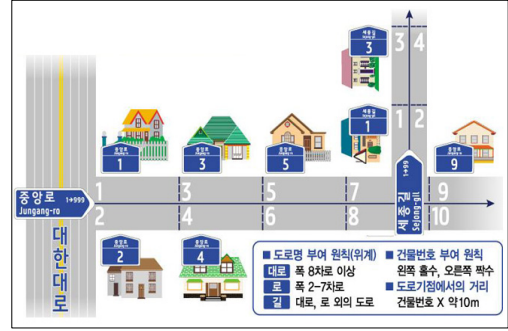 세종길
3
3 4
중앙로
1
중앙로
3
중앙로
5
세종길
1
1 2
중앙로
9
중앙로 1→999
Jungang-ro
1 3 5 7 9
2 4 6 8 10
세종길
Sejong-gil
1→99
대한대로
중앙로
2
중앙로
4
■ 도로명 부여 원칙(위계)
대로 폭 8차로 이상
로 폭 2-7차로
길 대로, 로 외의 도로
■ 건물번호 부여 원칙
왼쪽 홀수, 오른쪽 짝수
■ 도로기점에서의 거리
건물번호 X 약10m